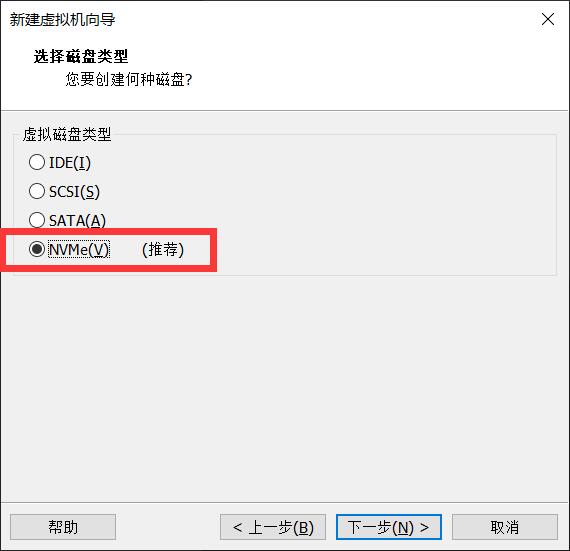 新建虚拟机向导
选择磁盘类型
您要创建何种磁盘?
虚拟磁盘类型
IDE(I)
SCSI(S)
SATA(A)
NVMe(V) (推荐)
帮助 < 上一步(B) 下一步(N) > 取消